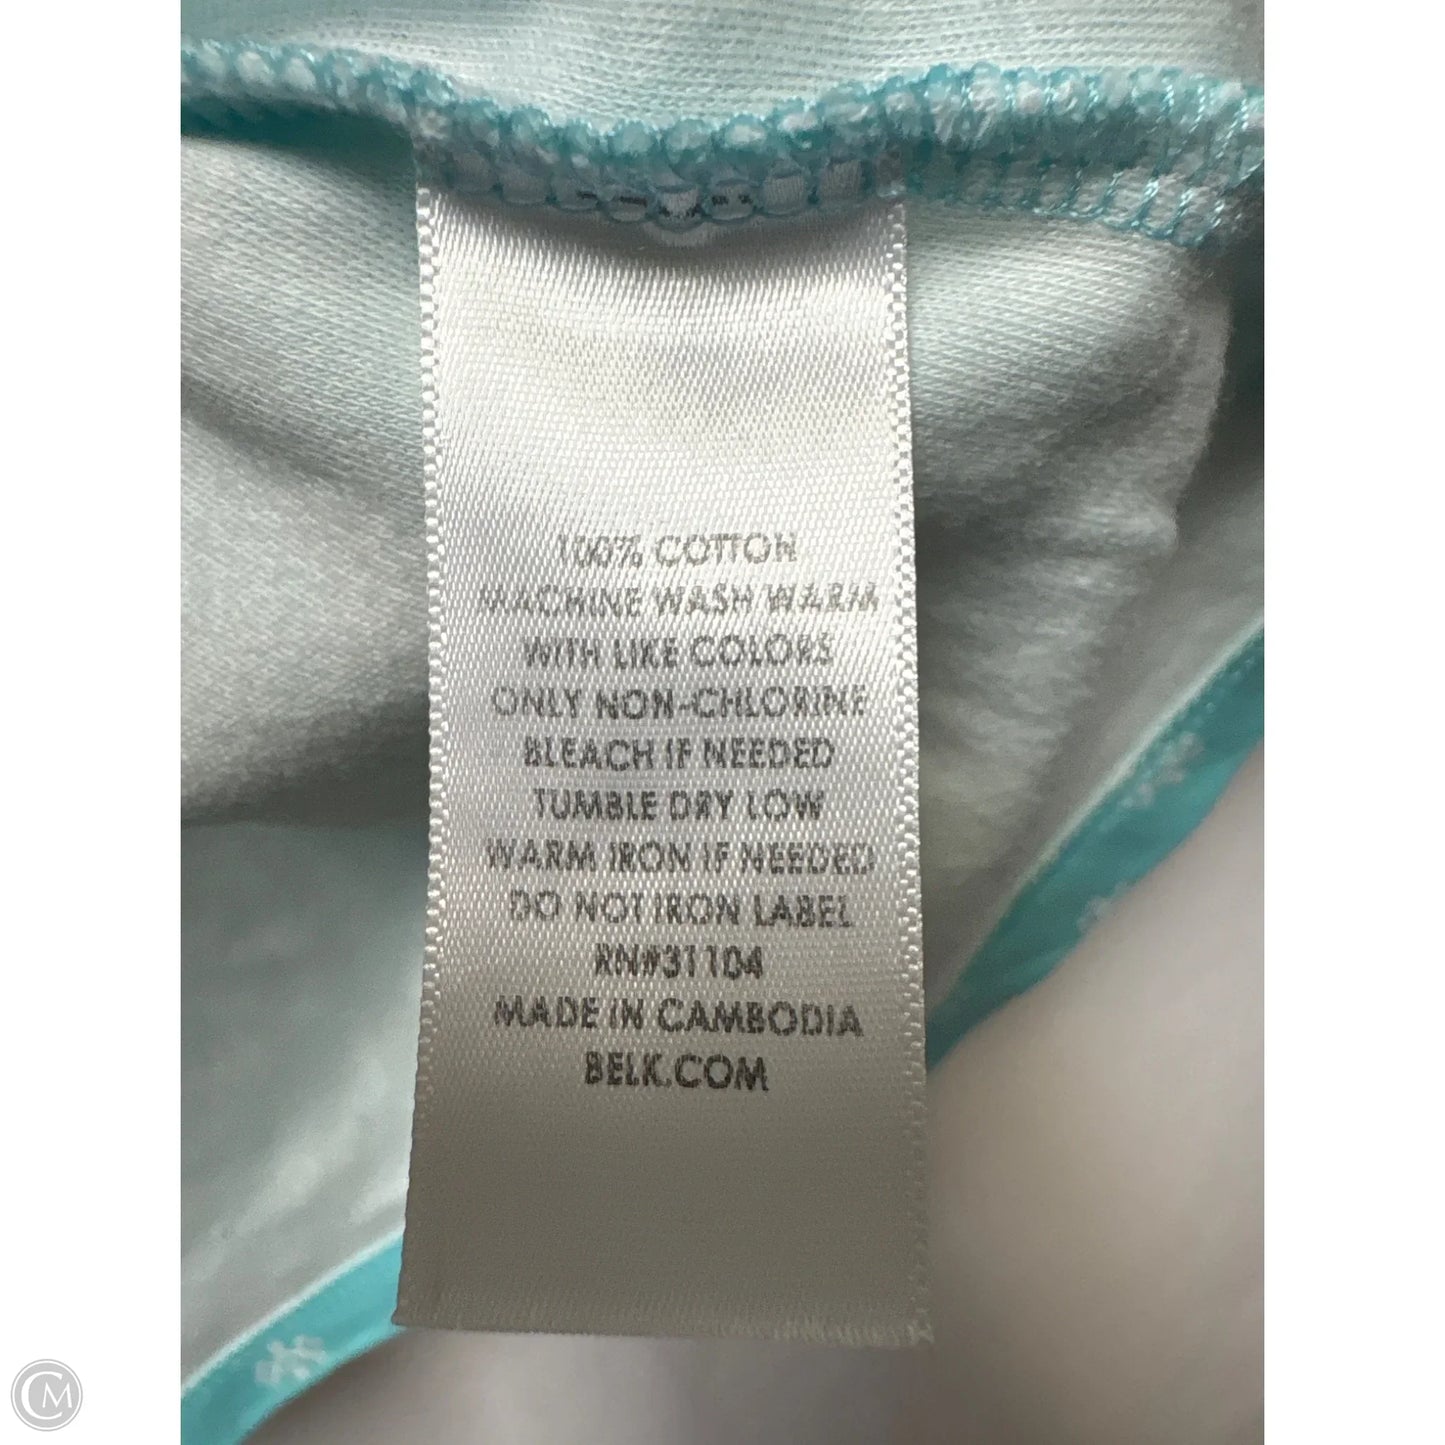 100% COTTON
MACHINE WASH WARM
WITH LIKE COLORS
ONLY NON-CHLORINE
BLEACH IF NEEDED
TUMBLE DRY LOW
WARM IRON IF NEEDED
DO NOT IRON LABEL
RN#31104
MADE IN CAMBODIA
BELK.COM
CM